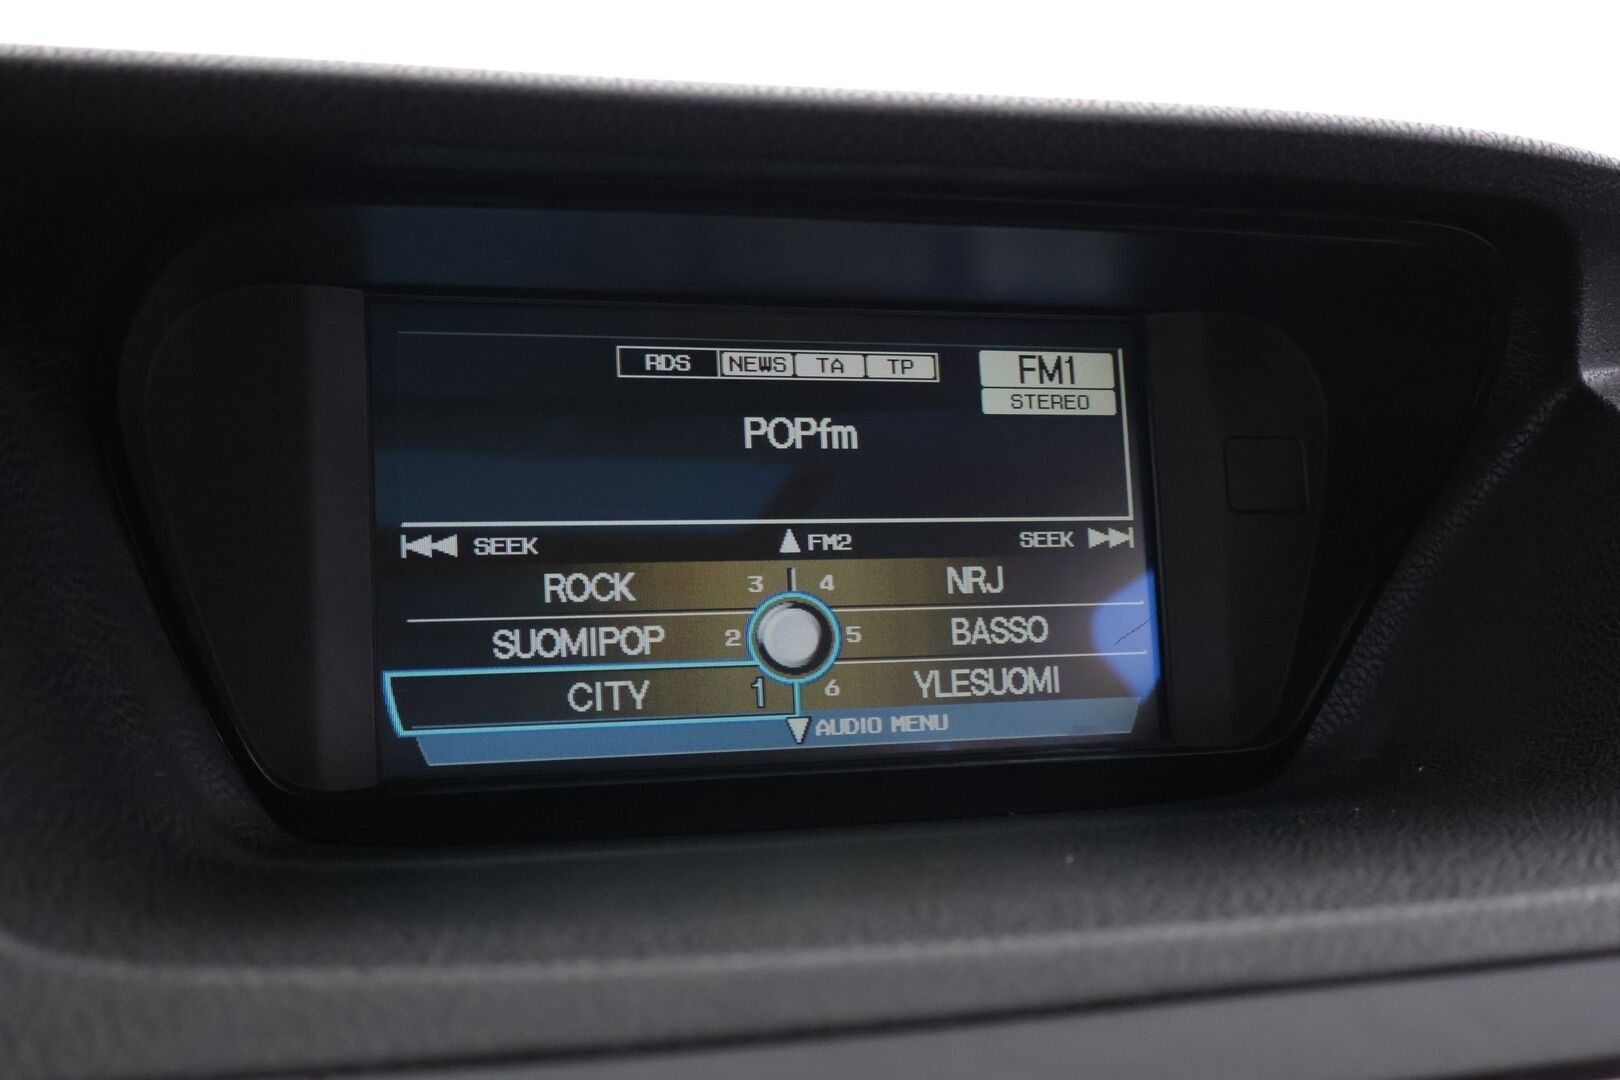 RDS NEWS TA TP FM1
STEREO
POPfm
SEEK FM2 SEEK
ROCK 3 4 NRJ
SUOMIPOP 2 5 BASSO
CITY 1 6 YLESUOMI
AUDIO MENU